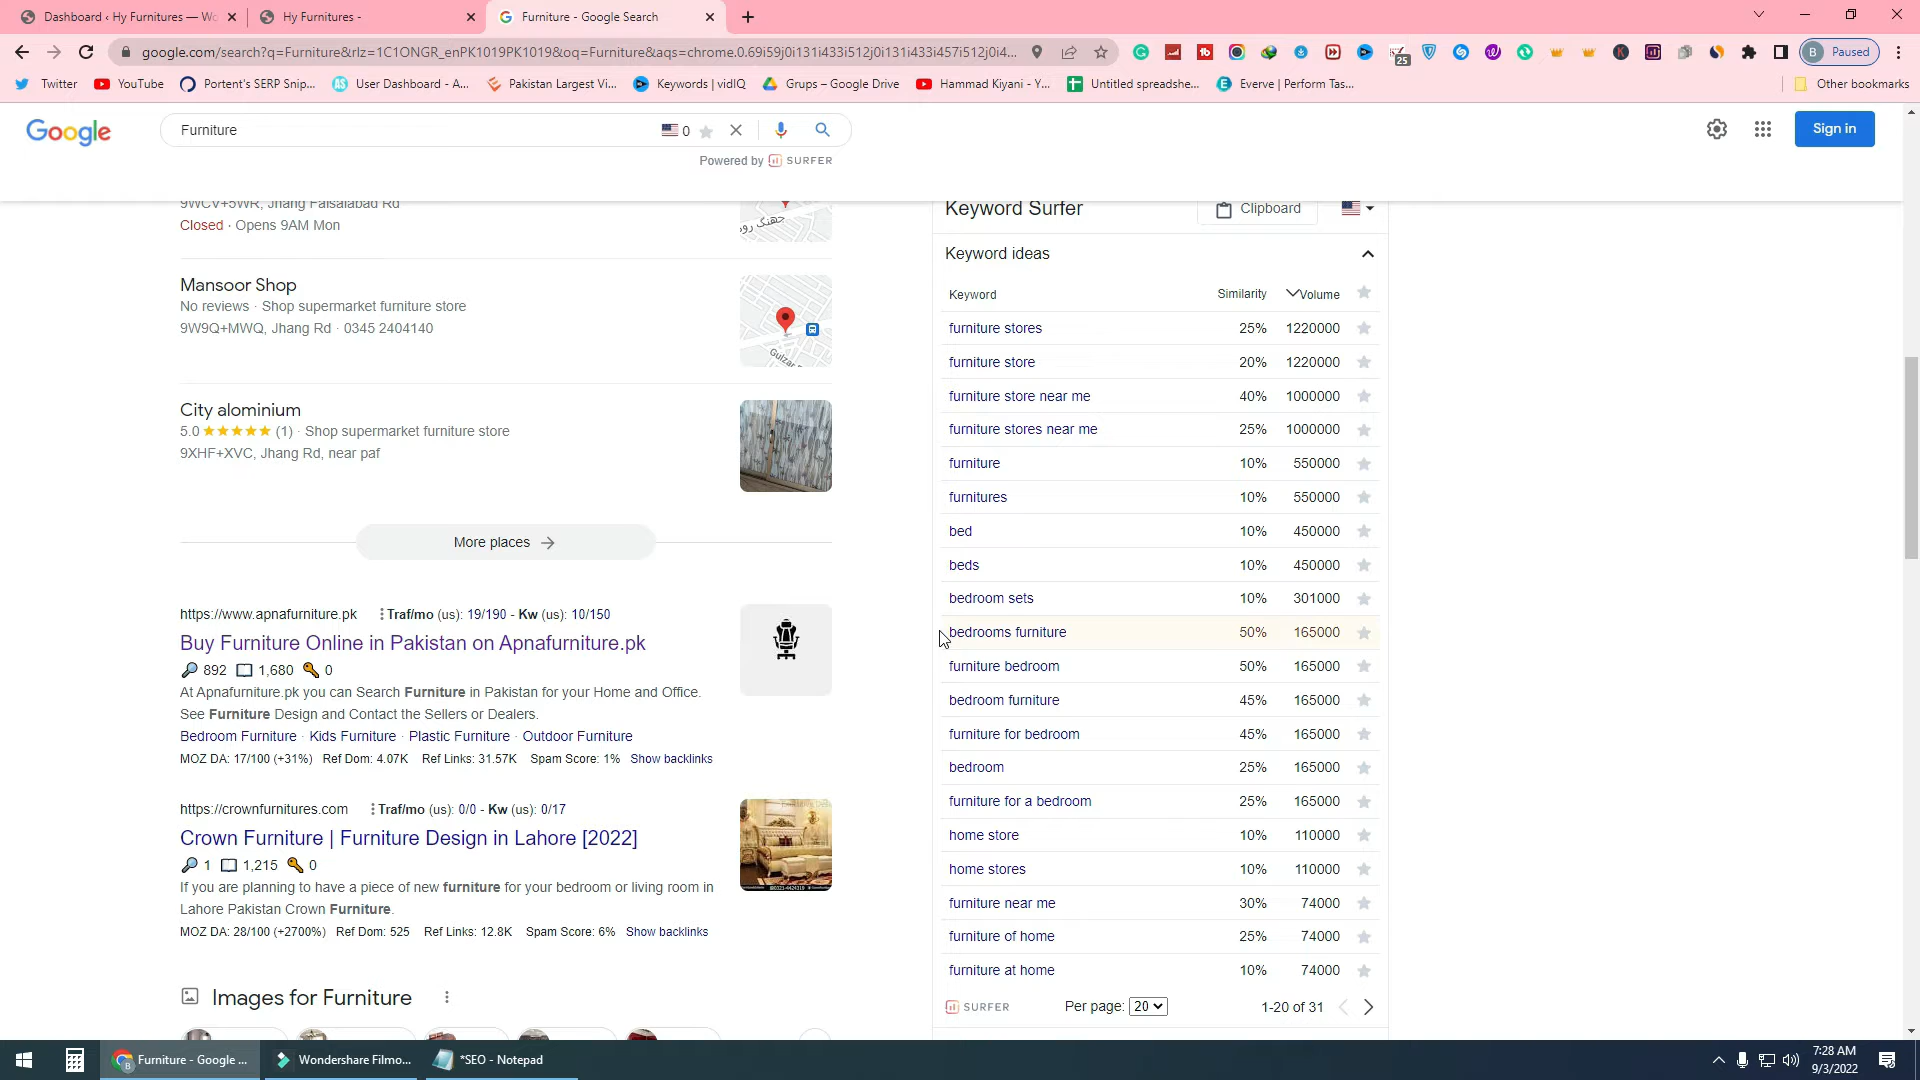 Dashboard ‹ Hy Furnitures — Wo
Hy Furnitures -
Furniture - Google Search
google.com/search?q=Furniture&rlz=1C1ONGR_enPK1019PK1019&oq=Furniture&aqs=chrome.0.69i59j0i131i433i512j0i131i433i457i512j0i4...
25
B Paused
Twitter
YouTube
Portent's SERP Snip...
User Dashboard - A...
Pakistan Largest Vi...
Keywords | vidIQ
Grups – Google Drive
Hammad Kiyani - Y...
Untitled spreadshe...
Everve | Perform Tas...
Other bookmarks
Google
Furniture
0
Sign in
Powered by SURFER
9WCV+5WR, Jhang Faisalabad Rd
Closed · Opens 9AM Mon
Mansoor Shop
No reviews · Shop supermarket furniture store
9W9Q+MWQ, Jhang Rd · 0345 2404140
City aluminium
5.0 ★★★★★ (1) · Shop supermarket furniture store
9XHF+XVC, Jhang Rd, near paf
More places →
https://www.apnafurniture.pk Traf/mo (us): 19/190 - Kw (us): 10/150
Buy Furniture Online in Pakistan on Apnafurniture.pk
892 1,680 0
At Apnafurniture.pk you can Search Furniture in Pakistan for your Home and Office.
See Furniture Design and Contact the Sellers or Dealers.
Bedroom Furniture · Kids Furniture · Plastic Furniture · Outdoor Furniture
MOZ DA: 17/100 (+31%) Ref Dom: 4.07K Ref Links: 31.57K Spam Score: 1% Show backlinks
https://crownfurnitures.com Traf/mo (us): 0/0 - Kw (us): 0/17
Crown Furniture | Furniture Design in Lahore [2022]
1 1,215 0
If you are planning to have a piece of new furniture for your bedroom or living room in
Lahore Pakistan Crown Furniture.
MOZ DA: 28/100 (+2700%) Ref Dom: 525 Ref Links: 12.8K Spam Score: 6% Show backlinks
Images for Furniture
Keyword Surfer
Clipboard
Keyword ideas
Keyword Similarity Volume
furniture stores 25% 1220000
furniture store 20% 1220000
furniture store near me 40% 1000000
furniture stores near me 25% 1000000
furniture 10% 550000
furnitures 10% 550000
bed 10% 450000
beds 10% 450000
bedroom sets 10% 301000
bedrooms furniture 50% 165000
furniture bedroom 50% 165000
bedroom furniture 45% 165000
furniture for bedroom 45% 165000
bedroom 25% 165000
furniture for a bedroom 25% 165000
home store 10% 110000
home stores 10% 110000
furniture near me 30% 74000
furniture of home 25% 74000
furniture at home 10% 74000
SURFER Per page: 20 1-20 of 31
Furniture - Google ...
Wondershare Filmo...
*SEO - Notepad
7:28 AM
9/3/2022